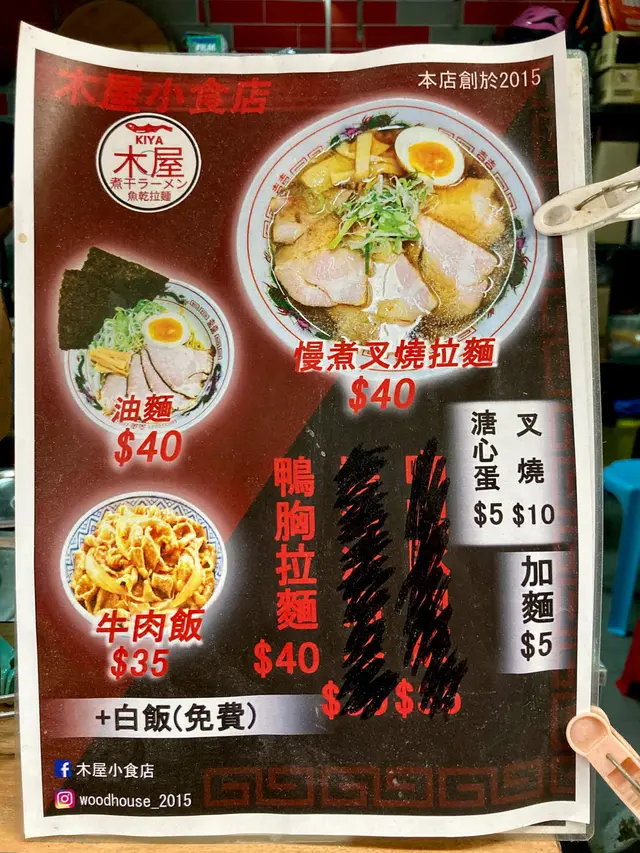 木屋小食店
本店創於2015
KIYA
木屋
煮干ラーメン
魚乾拉麵
慢煮叉燒拉麵
$40
油麵
$40
叉燒
$10
溏心蛋
$5
加麵
$5
鴨胸拉麵
$40
牛肉飯
$35
+白飯(免費)
木屋小食店
woodhouse_2015